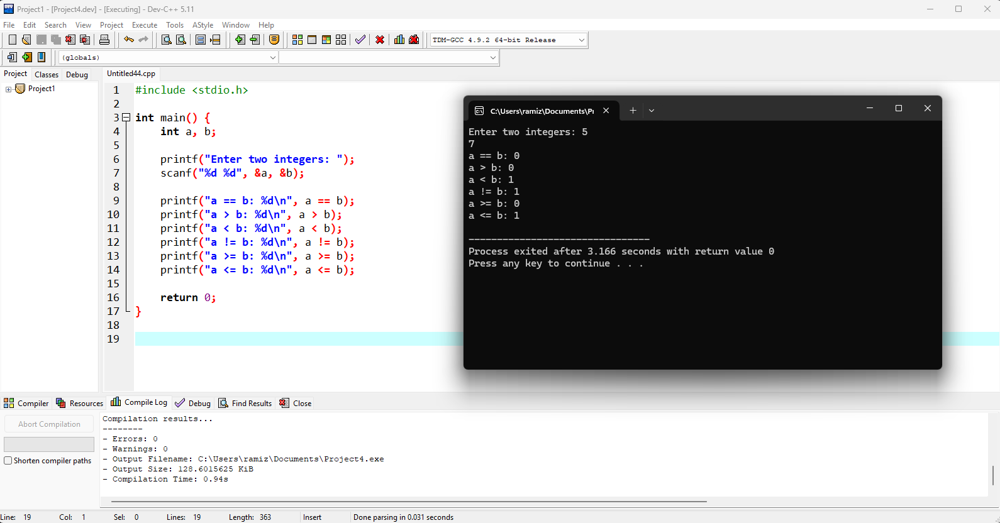 Project1 - [Project4.dev] - [Executing] - Dev-C++ 5.11
File Edit Search View Project Execute Tools AStyle Window Help
TDM-GCC 4.9.2 64-bit Release
(globals)
Project Classes Debug
Project1
Untitled44.cpp
1 #include <stdio.h>
2
3 int main() {
4 int a, b;
5
6 printf("Enter two integers: ");
7 scanf("%d %d", &a, &b);
8
9 printf("a == b: %d\n", a == b);
10 printf("a > b: %d\n", a > b);
11 printf("a < b: %d\n", a < b);
12 printf("a != b: %d\n", a != b);
13 printf("a >= b: %d\n", a >= b);
14 printf("a <= b: %d\n", a <= b);
15
16 return 0;
17 }
18
19
C:\Users\ramiz\Documents\Pr
Enter two integers: 5
7
a == b: 0
a > b: 0
a < b: 1
a != b: 1
a >= b: 0
a <= b: 1
--------------------------------
Process exited after 3.166 seconds with return value 0
Press any key to continue . . .
Compiler Resources Compile Log Debug Find Results Close
Abort Compilation
Shorten compiler paths
Compilation results...
--------
- Errors: 0
- Warnings: 0
- Output Filename: C:\Users\ramiz\Documents\Project4.exe
- Output Size: 128.6015625 KiB
- Compilation Time: 0.94s
Line: 19 Col: 1 Sel: 0 Lines: 19 Length: 363 Insert Done parsing in 0.031 seconds